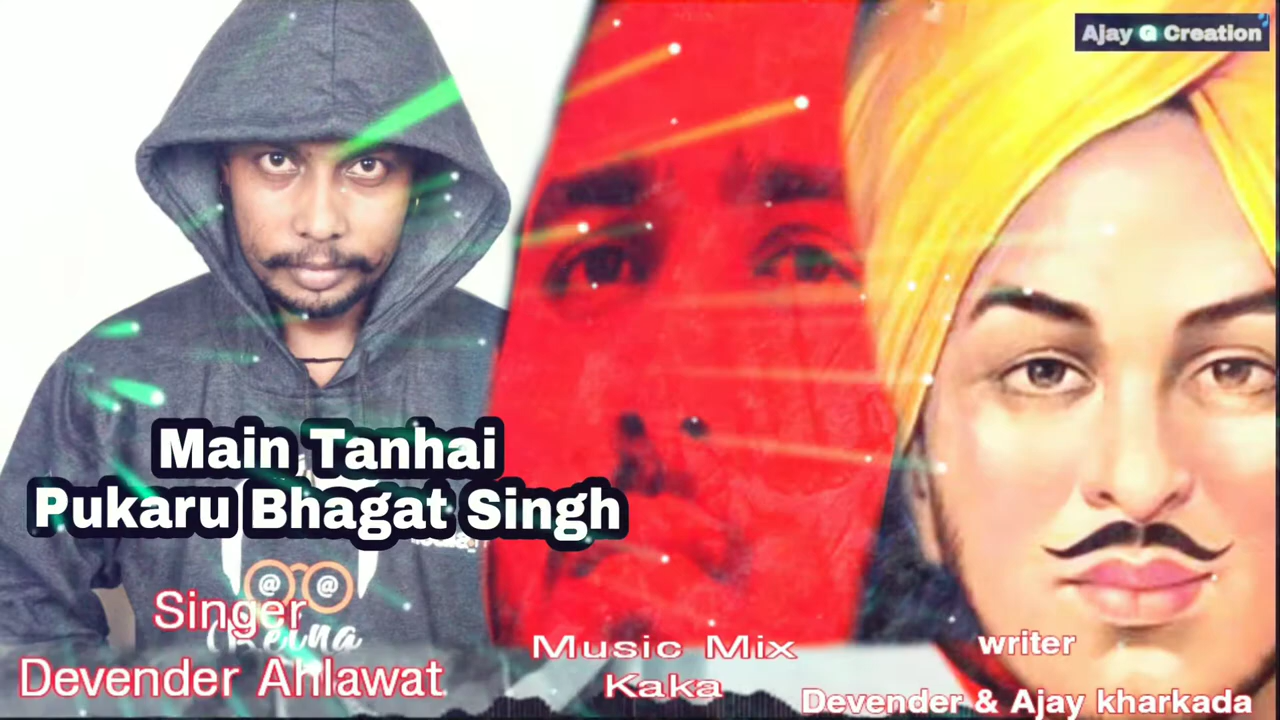 Ajay G Creation
Main Tanhai
Pukaru Bhagat Singh
@ @
Singer
Devender Ahlawat
Music Mix
Kaka
writer
Devender & Ajay kharkada